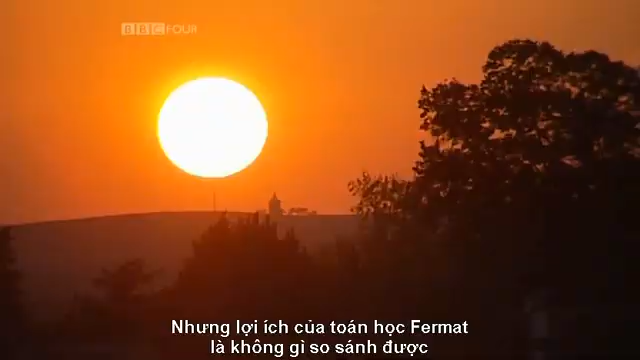 BBC FOUR
Nhưng lợi ích của toán học Fermat
là không gì so sánh được